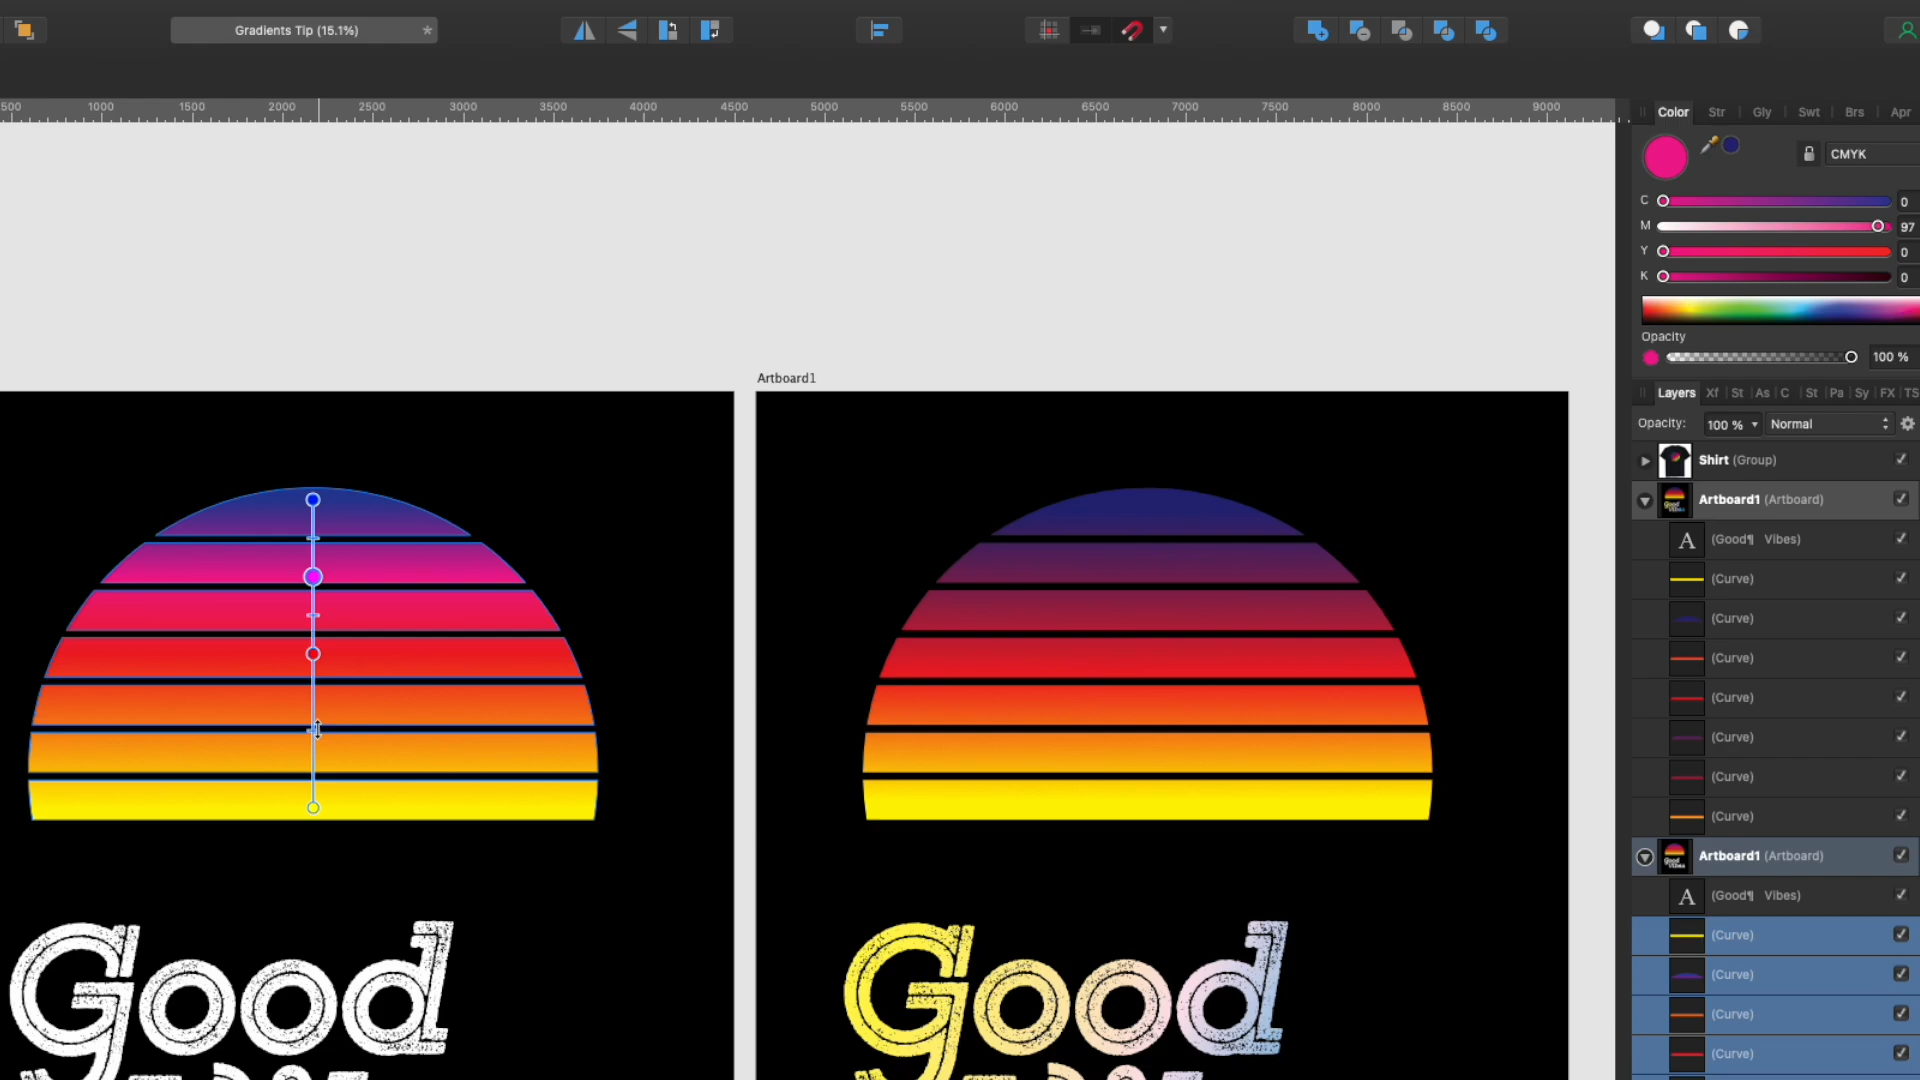 Gradients Tip (15.1%)
*
500 1000 1500 2000 2500 3000 3500 4000 4500 5000 5500 6000 6500 7000 7500 8000 8500 9000
Color Str Gly Swt Brs Apr
CMYK
C 0
M 97
Y 0
K 0
Opacity
100 %
Artboard1
Layers Xf St As C St Pa Sy FX TS
Opacity: 100 % Normal
Shirt (Group)
Artboard1 (Artboard)
A (Good¶ Vibes)
(Curve)
(Curve)
(Curve)
(Curve)
(Curve)
(Curve)
(Curve)
Artboard1 (Artboard)
A (Good¶ Vibes)
(Curve)
(Curve)
(Curve)
(Curve)
Good
Good